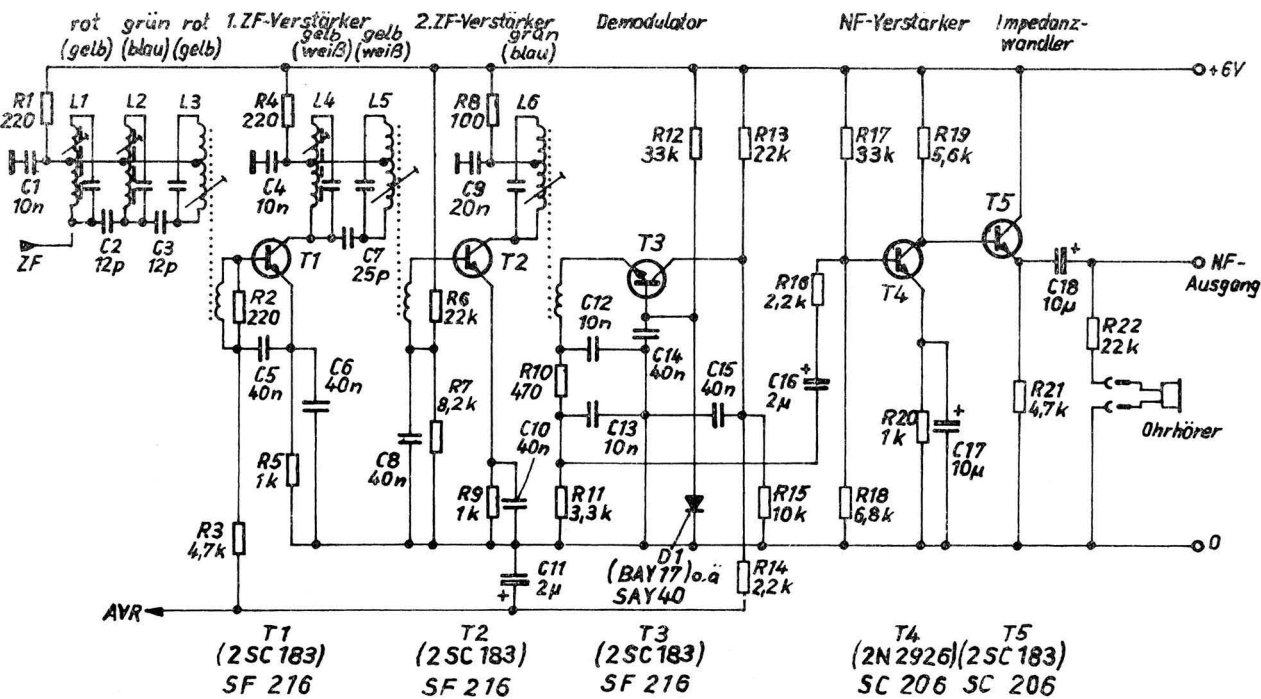 rot
(gelb)
grün
(blau)
rot
(gelb)
1.ZF-Verstärker
gelb
(weiß)
gelb
(weiß)
2.ZF-Verstärker
grün
(blau)
Demodulator
NF-Verstärker
Impedanz-
wandler
+6V
R1
220
L1
L2
L3
R4
220
L4
L5
R8
100
L6
R12
33k
R13
22k
R17
33k
R19
5,6k
C1
10n
C4
10n
C9
20n
ZF
C2
12p
C3
12p
T1
C7
25p
T2
T3
T4
T5
R2
220
R6
22k
C12
10n
R16
2,2k
C18
10µ
+
NF-
Ausgang
C5
40n
C6
40n
R7
8,2k
R10
470
C14
40n
C15
40n
C16
2µ
+
R22
22k
R21
4,7k
Ohrhörer
R5
1k
C8
40n
C10
40n
C13
10n
R20
1k
C17
10µ
+
R9
1k
R11
3,3k
R15
10k
R18
6,8k
R3
4,7k
C11
2µ
+
D1
(BAY17)o.ä
SAY40
R14
2,2k
0
AVR
T1
(2SC183)
SF 216
T2
(2SC183)
SF 216
T3
(2SC183)
SF 216
T4
(2N2926)
SC 206
T5
(2SC183)
SC 206